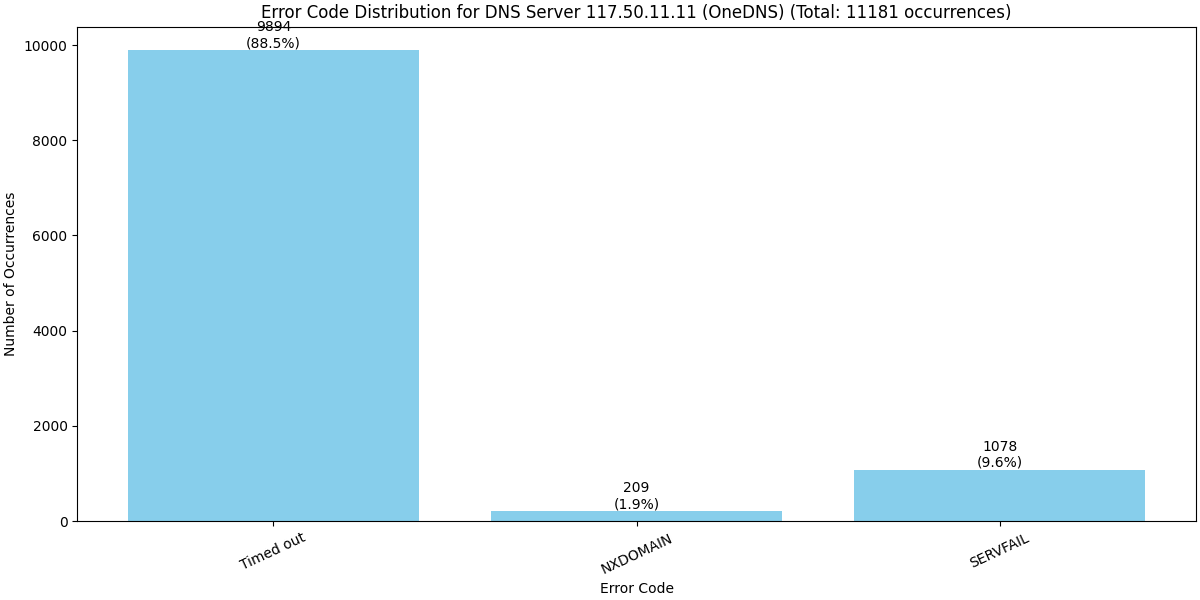 Error Code Distribution for DNS Server 117.50.11.11 (OneDNS) (Total: 11181 occurrences)
9894
(88.5%)
10000
8000
6000
4000
2000
0
Number of Occurrences
1078
(9.6%)
209
(1.9%)
Timed out
NXDOMAIN
SERVFAIL
Error Code